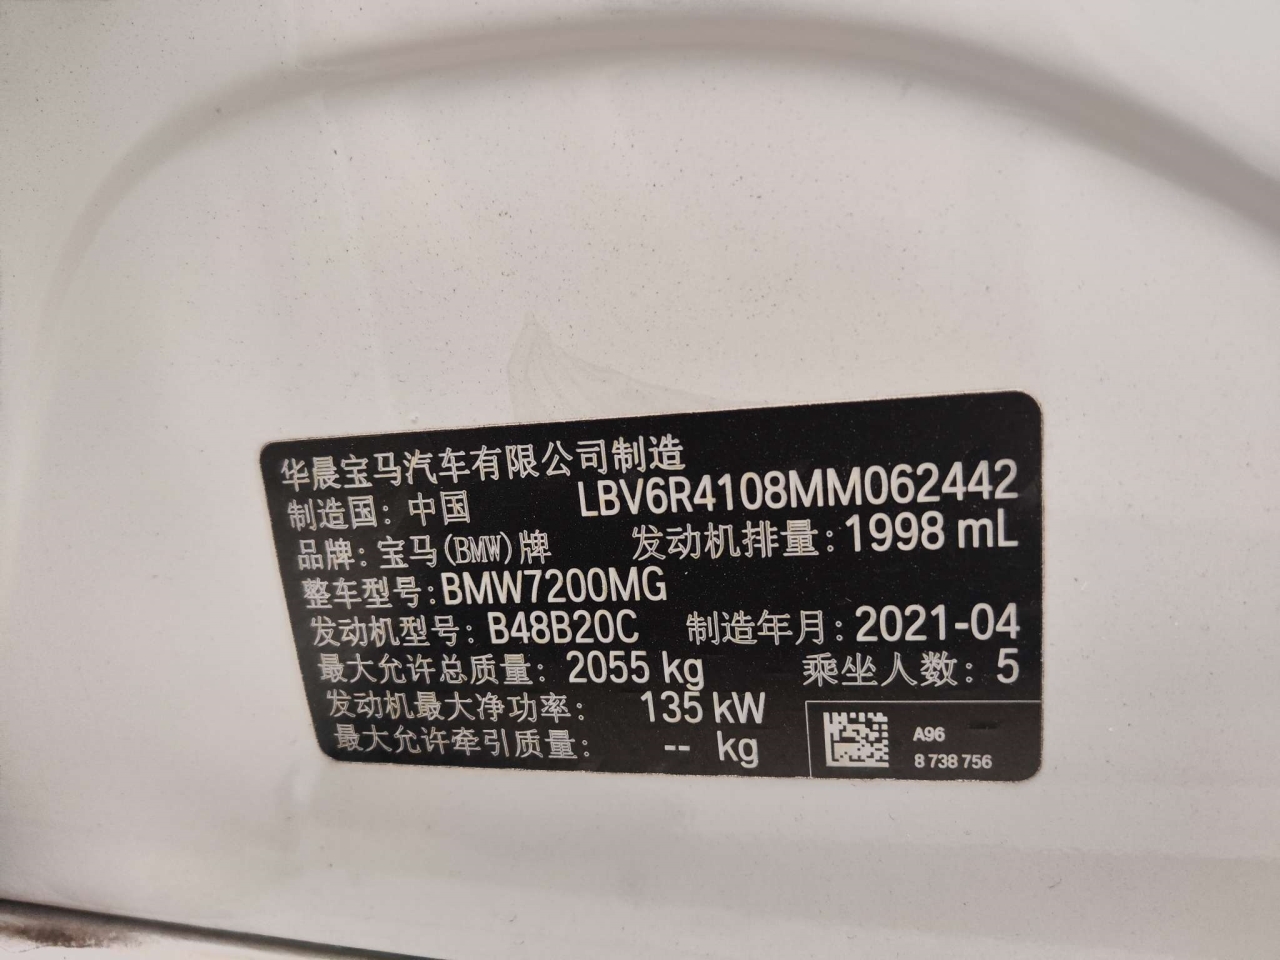 华晨宝马汽车有限公司制造
制造国: 中国 LBV6R4108MM062442
品牌: 宝马(BMW)牌 发动机排量: 1998 mL
整车型号: BMW7200MG
发动机型号: B48B20C 制造年月: 2021-04
最大允许总质量: 2055 kg 乘坐人数: 5
发动机最大净功率: 135 kW
最大允许牵引质量: -- kg
A96
8 738 756